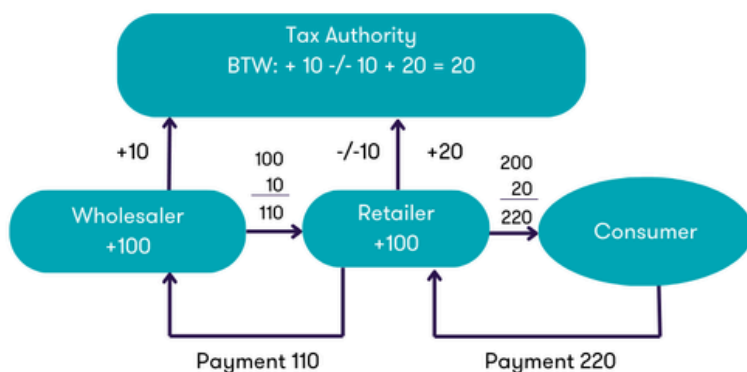 Tax Authority
BTW: + 10 -/- 10 + 20 = 20
+10
100
10
110
-/-10
+20
200
20
220
Wholesaler
+100
Retailer
+100
Consumer
Payment 110
Payment 220